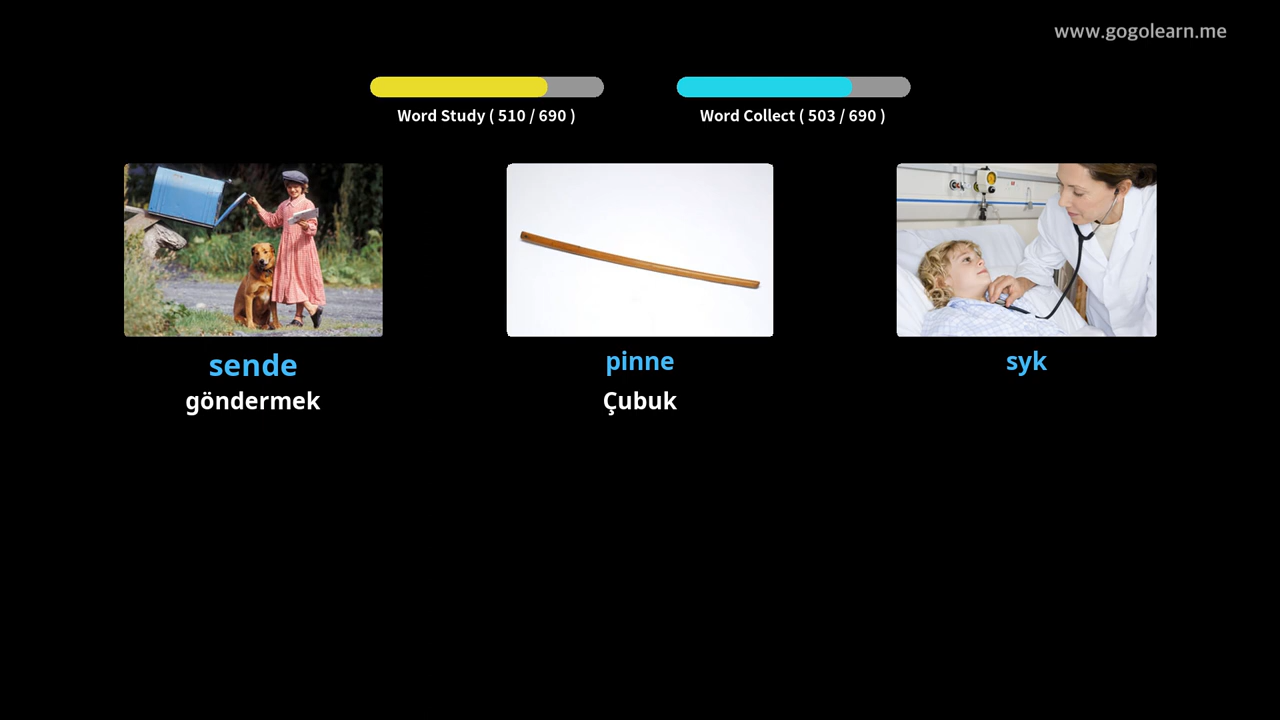 www.gogolearn.me
Word Study ( 510 / 690 )
Word Collect ( 503 / 690 )
sende
göndermek
pinne
Çubuk
syk